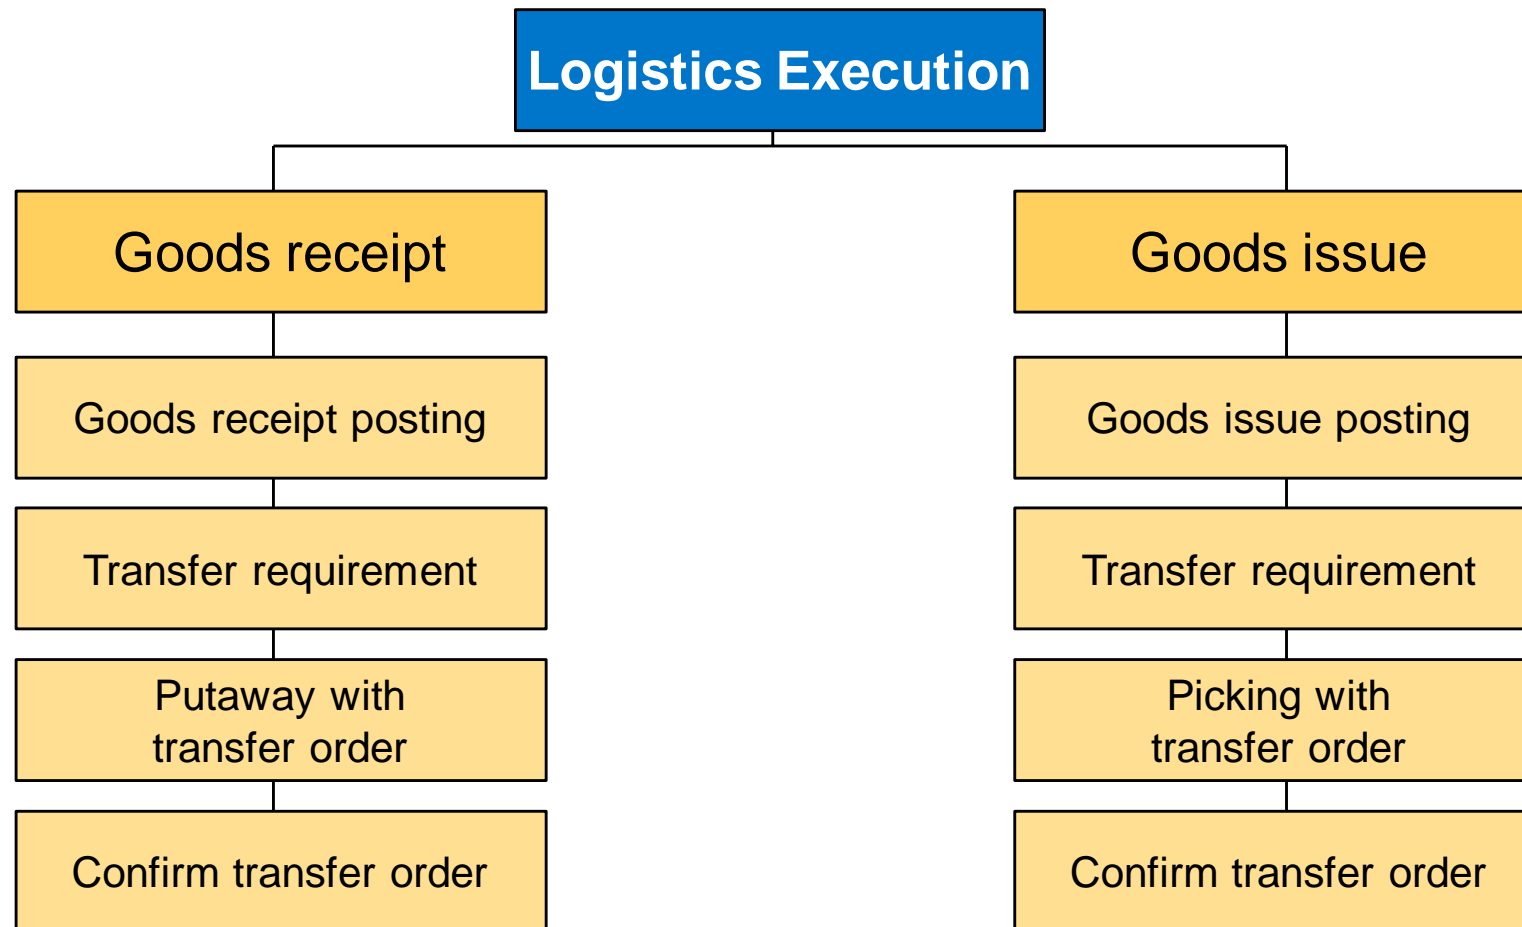 Logistics Execution
Goods receipt
Goods receipt posting
Transfer requirement
Putaway with
transfer order
Confirm transfer order
Goods issue
Goods issue posting
Transfer requirement
Picking with
transfer order
Confirm transfer order